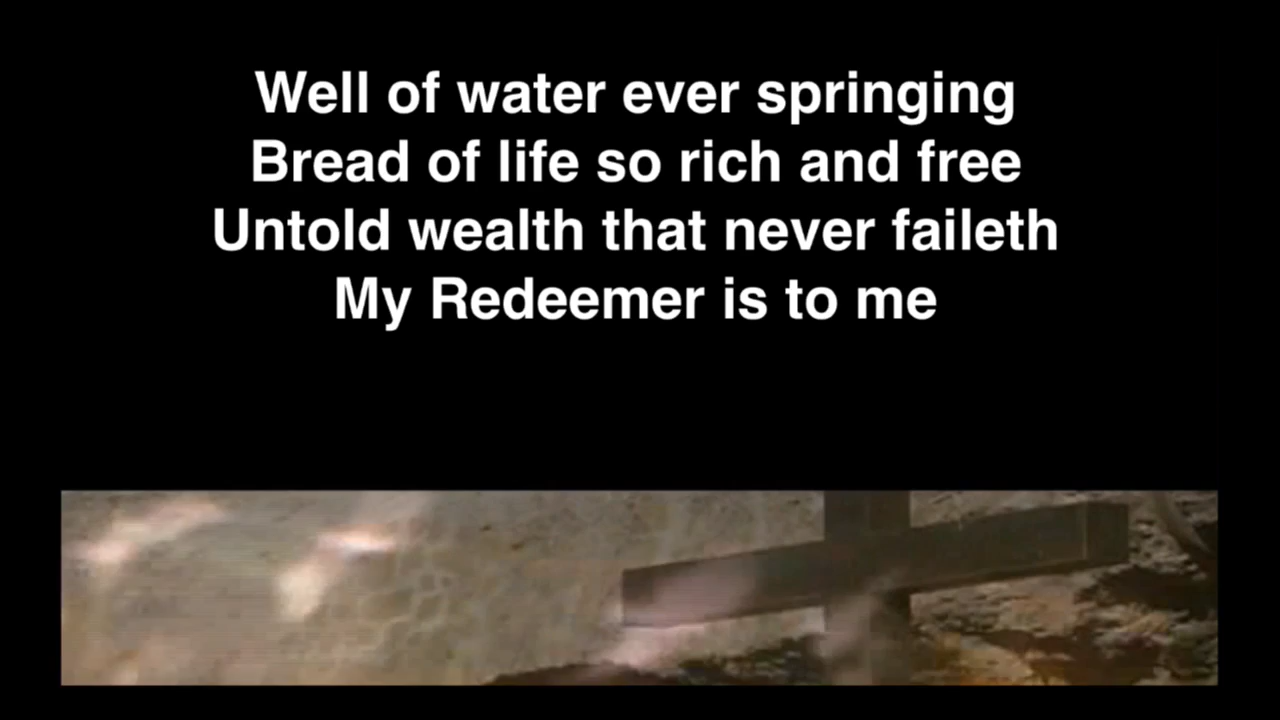 Well of water ever springing
Bread of life so rich and free
Untold wealth that never faileth
My Redeemer is to me